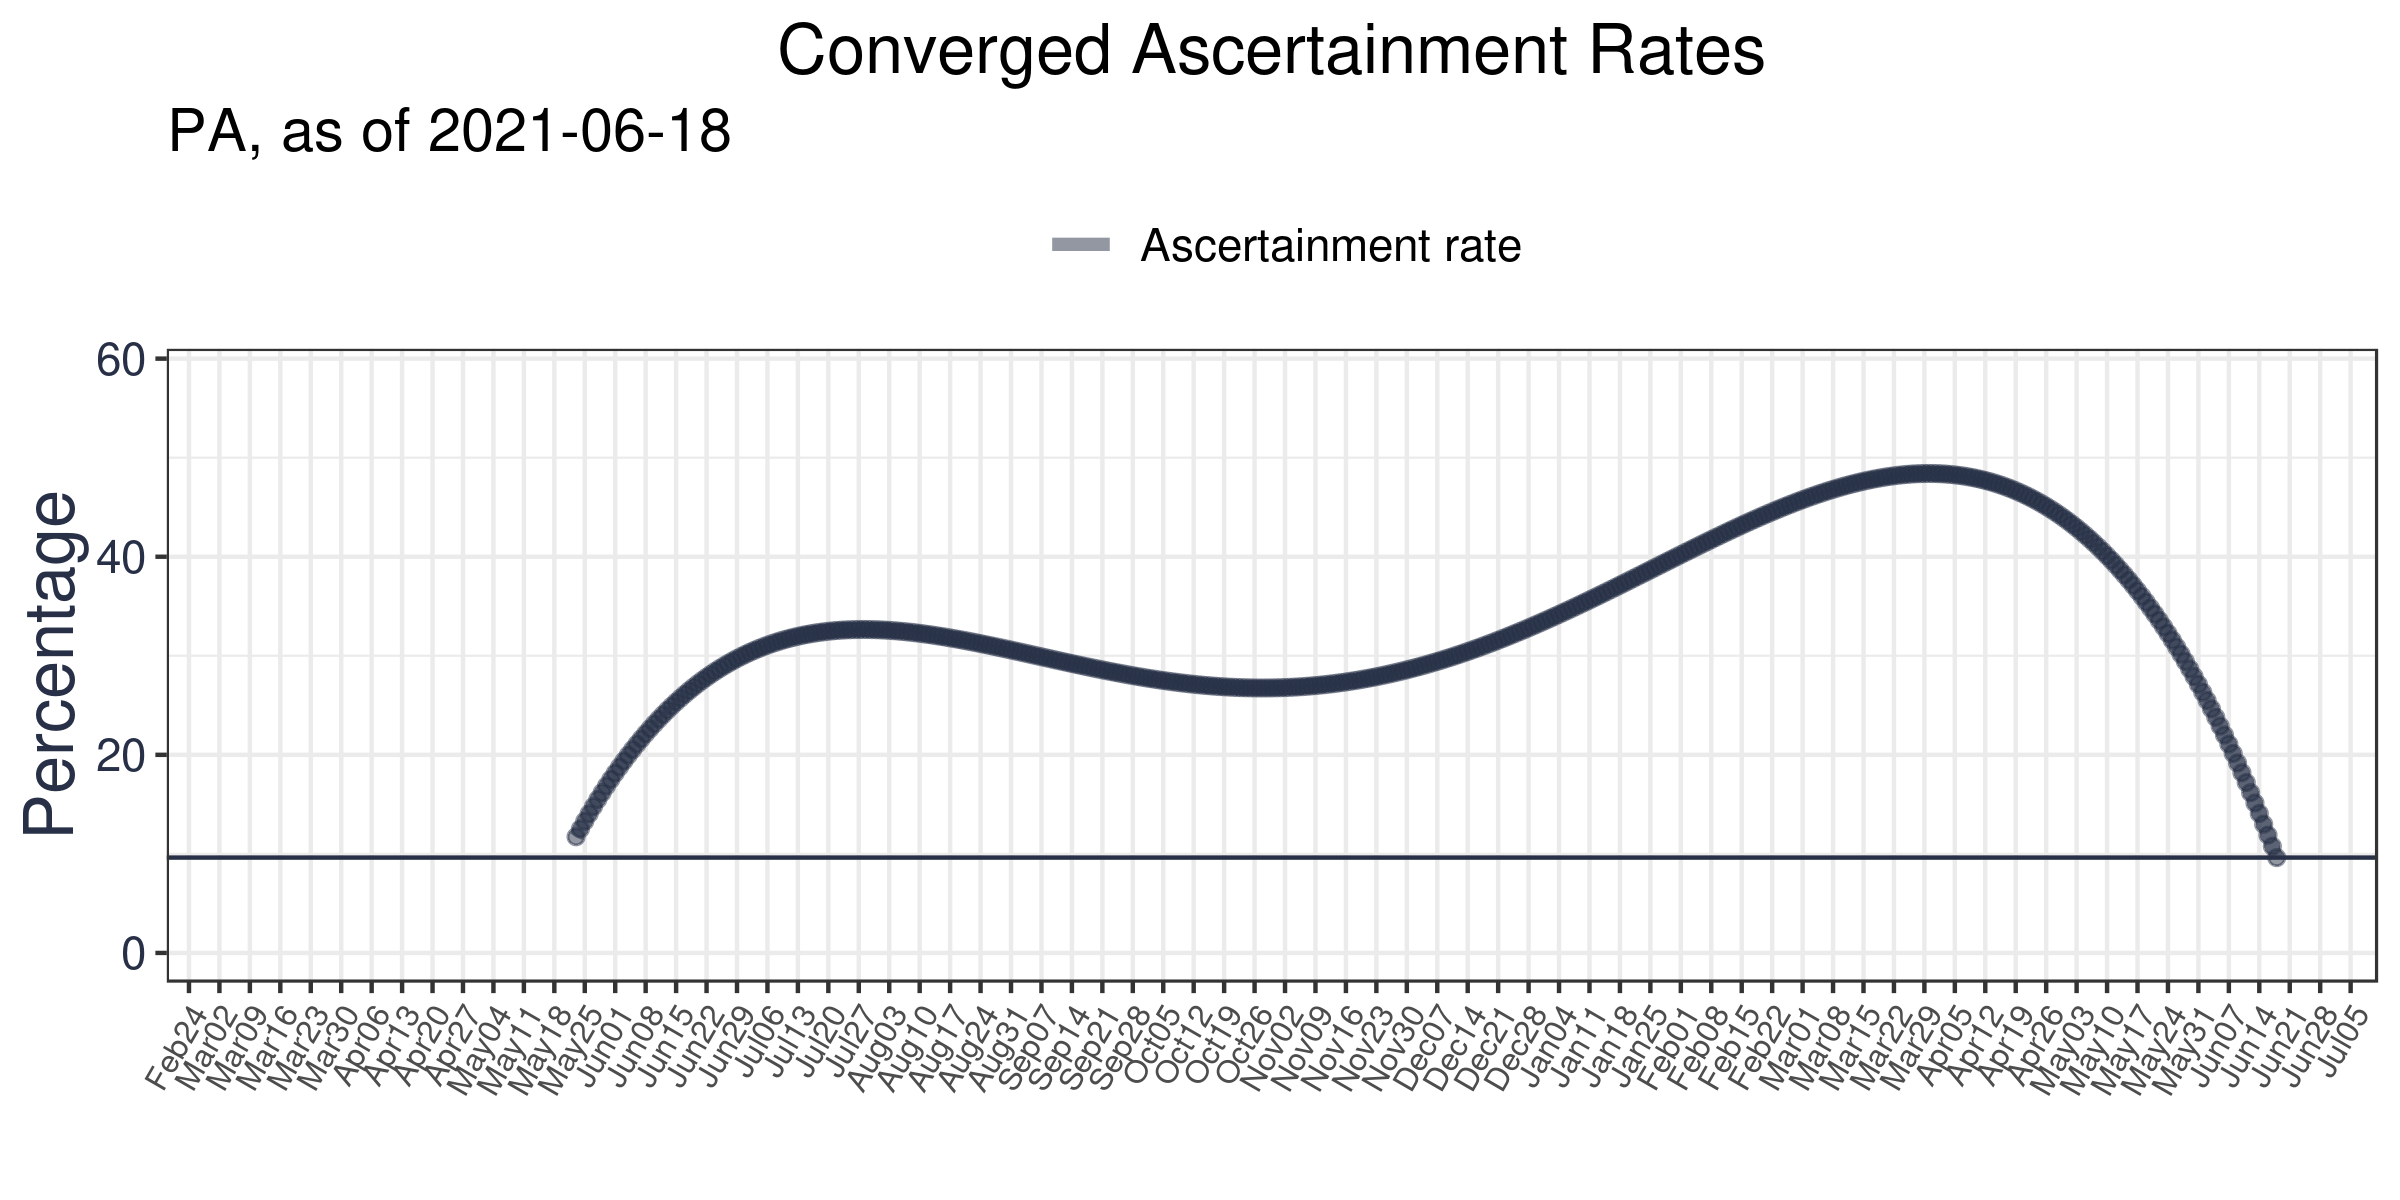 Converged Ascertainment Rates
PA, as of 2021-06-18
Ascertainment rate
Percentage
60
40
20
0
Feb24
Mar02
Mar09
Mar16
Mar23
Mar30
Apr06
Apr13
Apr20
Apr27
May04
May11
May18
May25
Jun01
Jun08
Jun15
Jun22
Jun29
Jul06
Jul13
Jul20
Jul27
Aug03
Aug10
Aug17
Aug24
Aug31
Sep07
Sep14
Sep21
Sep28
Oct05
Oct12
Oct19
Oct26
Nov02
Nov09
Nov16
Nov23
Nov30
Dec07
Dec14
Dec21
Dec28
Jan04
Jan11
Jan18
Jan25
Feb01
Feb08
Feb15
Feb22
Mar01
Mar08
Mar15
Mar22
Mar29
Apr05
Apr12
Apr19
Apr26
May03
May10
May17
May24
May31
Jun07
Jun14
Jun21
Jun28
Jul05